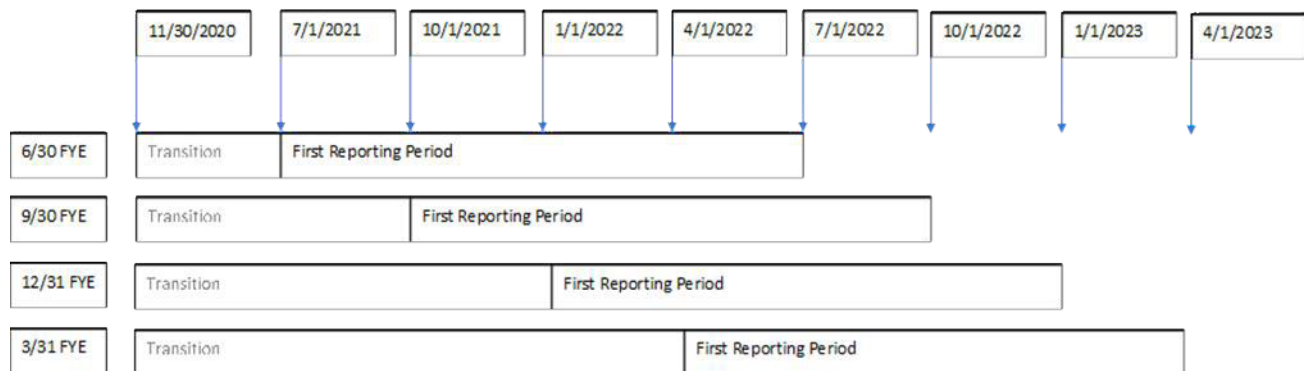 11/30/2020 7/1/2021 10/1/2021 1/1/2022 4/1/2022 7/1/2022 10/1/2022 1/1/2023 4/1/2023
6/30 FYE Transition First Reporting Period
9/30 FYE Transition First Reporting Period
12/31 FYE Transition First Reporting Period
3/31 FYE Transition First Reporting Period